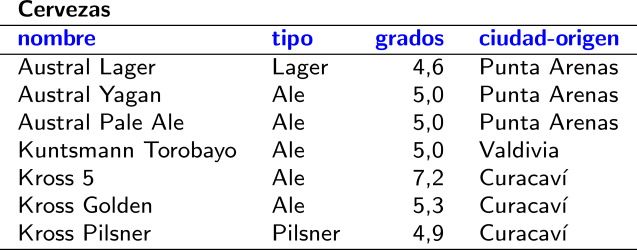 Cervezas
nombre tipo grados ciudad-origen
Austral Lager Lager 4,6 Punta Arenas
Austral Yagan Ale 5,0 Punta Arenas
Austral Pale Ale Ale 5,0 Punta Arenas
Kuntsmann Torobayo Ale 5,0 Valdivia
Kross 5 Ale 7,2 Curacaví
Kross Golden Ale 5,3 Curacaví
Kross Pilsner Pilsner 4,9 Curacaví